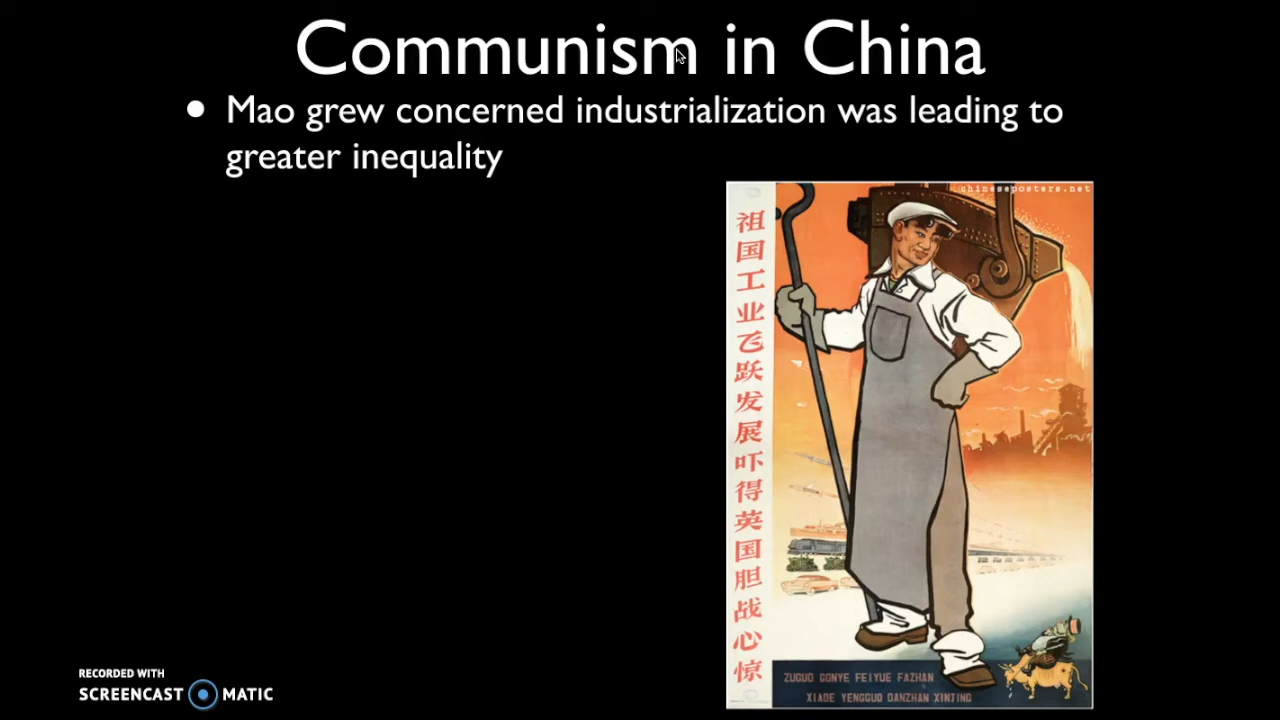 Communism in China
● Mao grew concerned industrialization was leading to
greater inequality
chineseposters.net
祖国工业飞跃发展吓得英国胆战心惊
ZUGUO GONYE FEIYUE FAZHAN
XIADE YENGGUO DANZHAN XINTING
RECORDED WITH
SCREENCAST MATIC